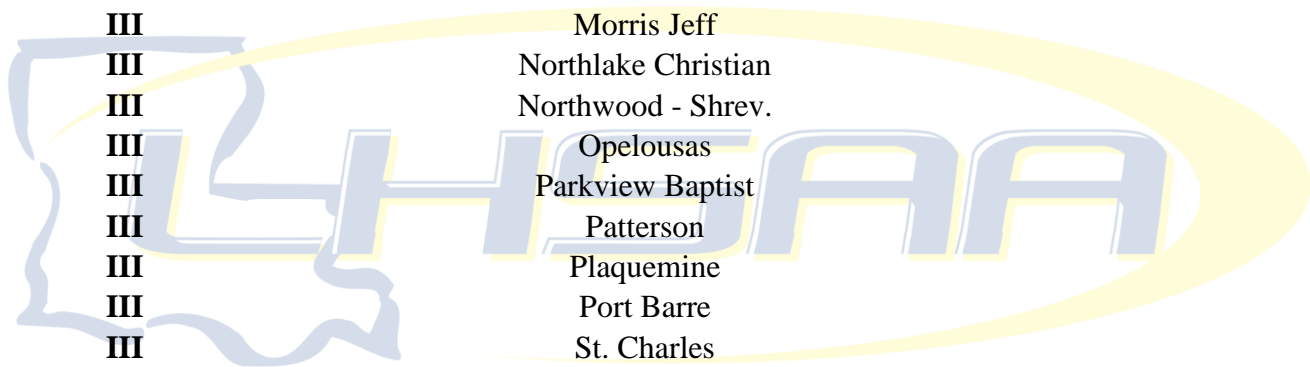 III Morris Jeff
III Northlake Christian
III Northwood - Shrev.
III Opelousas
III Parkview Baptist
III Patterson
III Plaquemine
III Port Barre
III St. Charles
LHSAA